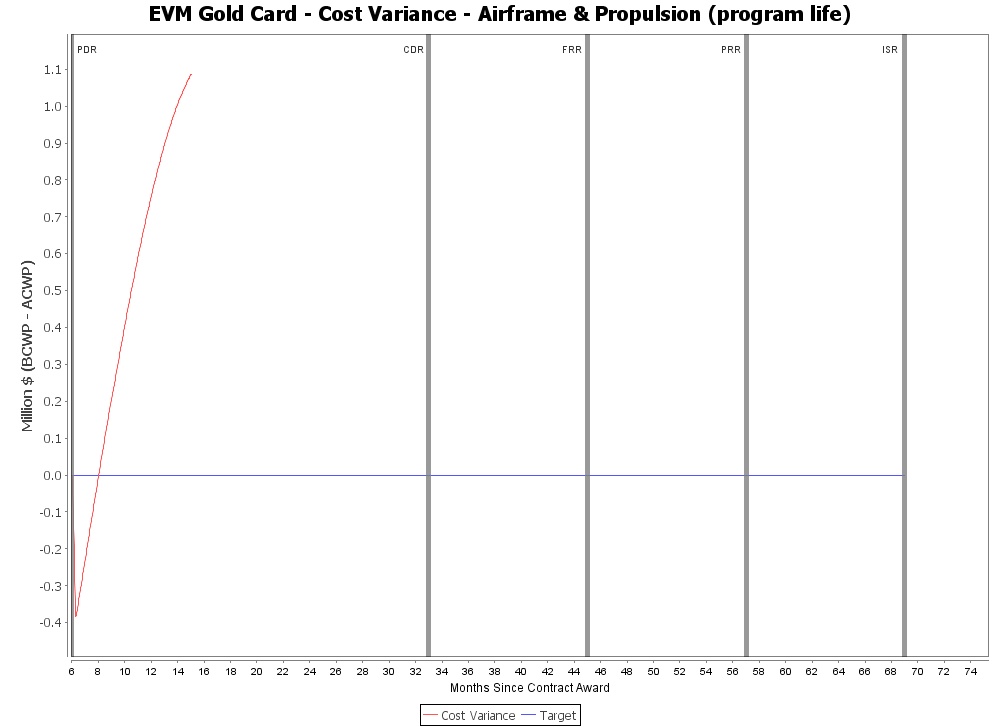 EVM Gold Card - Cost Variance - Airframe & Propulsion (program life)
PDR CDR FRR PRR ISR
1.1
1.0
0.9
0.8
0.7
0.6
0.5
0.4
0.3
0.2
0.1
0.0
-0.1
-0.2
-0.3
-0.4
Million $ (BCWP - ACWP)
6 8 10 12 14 16 18 20 22 24 26 28 30 32 34 36 38 40 42 44 46 48 50 52 54 56 58 60 62 64 66 68 70 72 74
Months Since Contract Award
Cost Variance Target